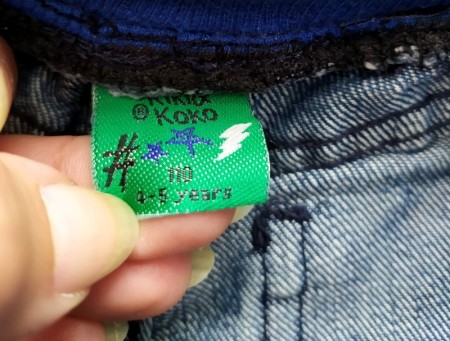 Kiki&
® Koko
#
110
4-5 years